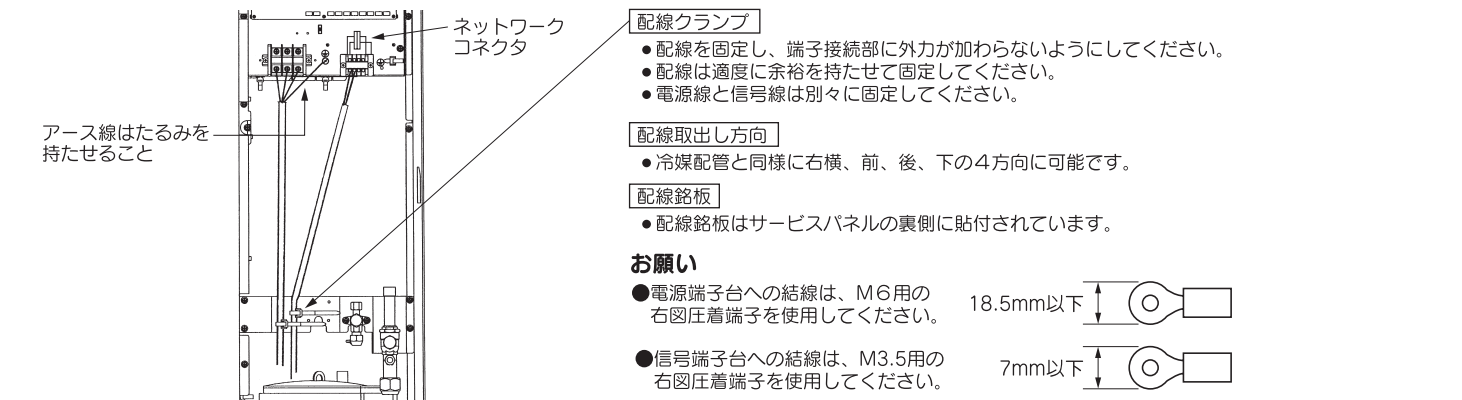 ネットワーク
コネクタ
アース線はたるみを
持たせること
配線クランプ
●配線を固定し、端子接続部に外力が加わらないようにしてください。
●配線は適度に余裕を持たせて固定してください。
●電源線と信号線は別々に固定してください。
配線取出し方向
●冷媒配管と同様に右横、前、後、下の４方向に可能です。
配線銘板
●配線銘板はサービスパネルの裏側に貼付されています。
お願い
●電源端子台への結線は、Ｍ６用の
右図圧着端子を使用してください。
18.5mm以下
●信号端子台への結線は、M3.5用の
右図圧着端子を使用してください。
7mm以下